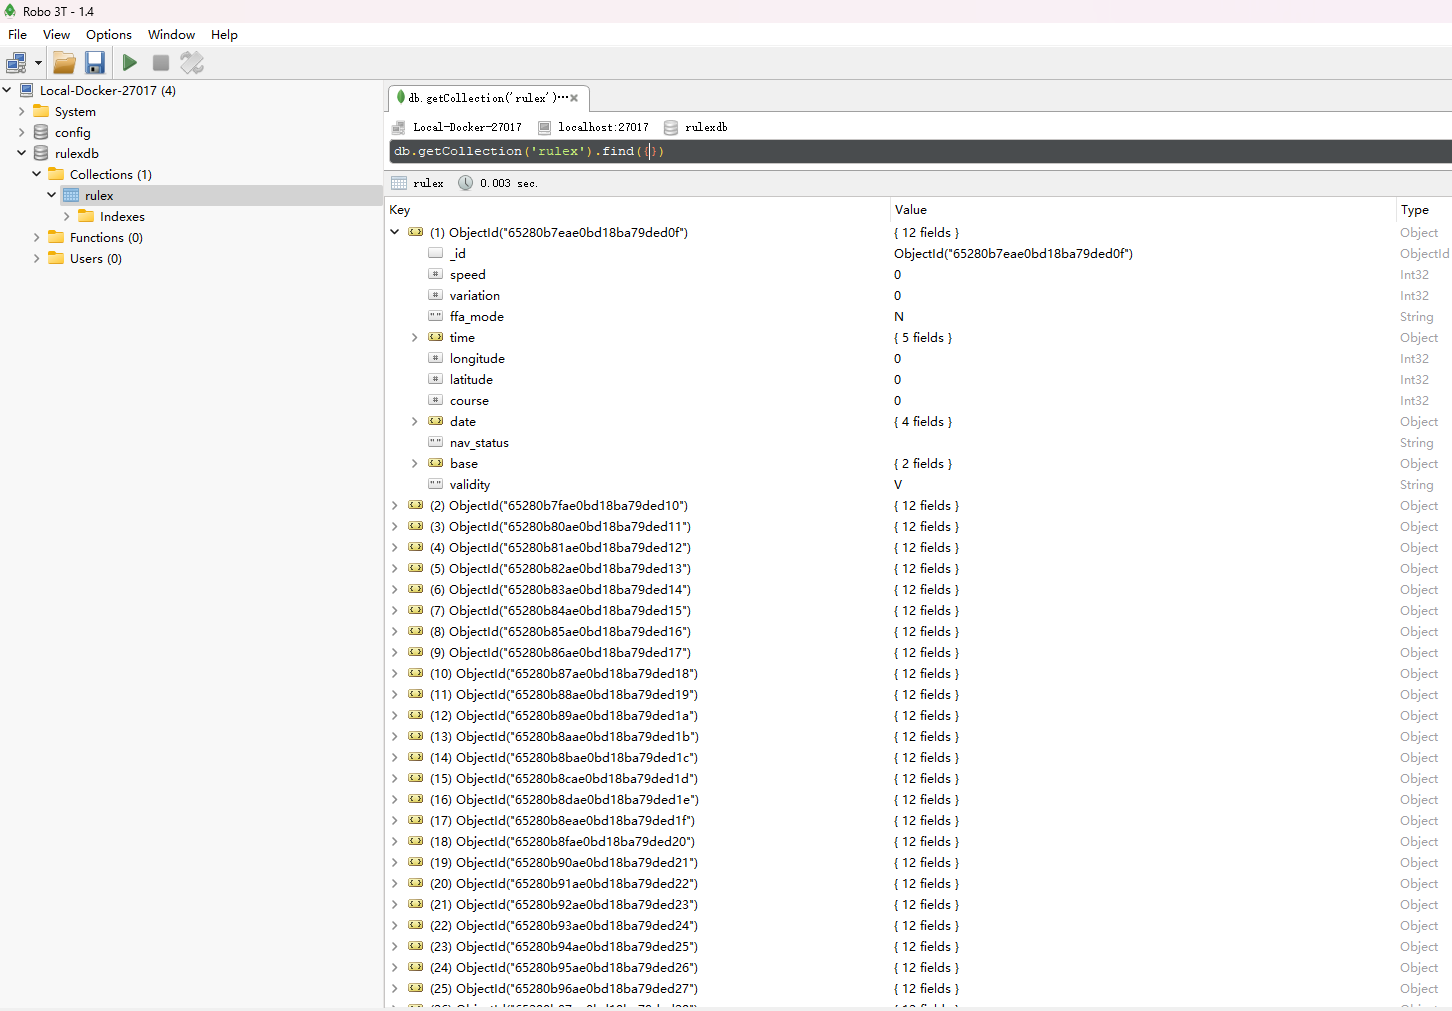 Robo 3T - 1.4
File View Options Window Help
Local-Docker-27017 (4)
System
config
rulexdb
Collections (1)
rulex
Indexes
Functions (0)
Users (0)
db.getCollection('rulex')⋯
Local-Docker-27017 localhost:27017 rulexdb
db.getCollection('rulex').find({})
rulex 0.003 sec.
Key Value Type
(1) ObjectId("65280b7eae0bd18ba79ded0f") { 12 fields } Object
_id ObjectId("65280b7eae0bd18ba79ded0f") ObjectId
speed 0 Int32
variation 0 Int32
ffa_mode N String
time { 5 fields } Object
longitude 0 Int32
latitude 0 Int32
course 0 Int32
date { 4 fields } Object
nav_status String
base { 2 fields } Object
validity V String
(2) ObjectId("65280b7fae0bd18ba79ded10") { 12 fields } Object
(3) ObjectId("65280b80ae0bd18ba79ded11") { 12 fields } Object
(4) ObjectId("65280b81ae0bd18ba79ded12") { 12 fields } Object
(5) ObjectId("65280b82ae0bd18ba79ded13") { 12 fields } Object
(6) ObjectId("65280b83ae0bd18ba79ded14") { 12 fields } Object
(7) ObjectId("65280b84ae0bd18ba79ded15") { 12 fields } Object
(8) ObjectId("65280b85ae0bd18ba79ded16") { 12 fields } Object
(9) ObjectId("65280b86ae0bd18ba79ded17") { 12 fields } Object
(10) ObjectId("65280b87ae0bd18ba79ded18") { 12 fields } Object
(11) ObjectId("65280b88ae0bd18ba79ded19") { 12 fields } Object
(12) ObjectId("65280b89ae0bd18ba79ded1a") { 12 fields } Object
(13) ObjectId("65280b8aae0bd18ba79ded1b") { 12 fields } Object
(14) ObjectId("65280b8bae0bd18ba79ded1c") { 12 fields } Object
(15) ObjectId("65280b8cae0bd18ba79ded1d") { 12 fields } Object
(16) ObjectId("65280b8dae0bd18ba79ded1e") { 12 fields } Object
(17) ObjectId("65280b8eae0bd18ba79ded1f") { 12 fields } Object
(18) ObjectId("65280b8fae0bd18ba79ded20") { 12 fields } Object
(19) ObjectId("65280b90ae0bd18ba79ded21") { 12 fields } Object
(20) ObjectId("65280b91ae0bd18ba79ded22") { 12 fields } Object
(21) ObjectId("65280b92ae0bd18ba79ded23") { 12 fields } Object
(22) ObjectId("65280b93ae0bd18ba79ded24") { 12 fields } Object
(23) ObjectId("65280b94ae0bd18ba79ded25") { 12 fields } Object
(24) ObjectId("65280b95ae0bd18ba79ded26") { 12 fields } Object
(25) ObjectId("65280b96ae0bd18ba79ded27") { 12 fields } Object